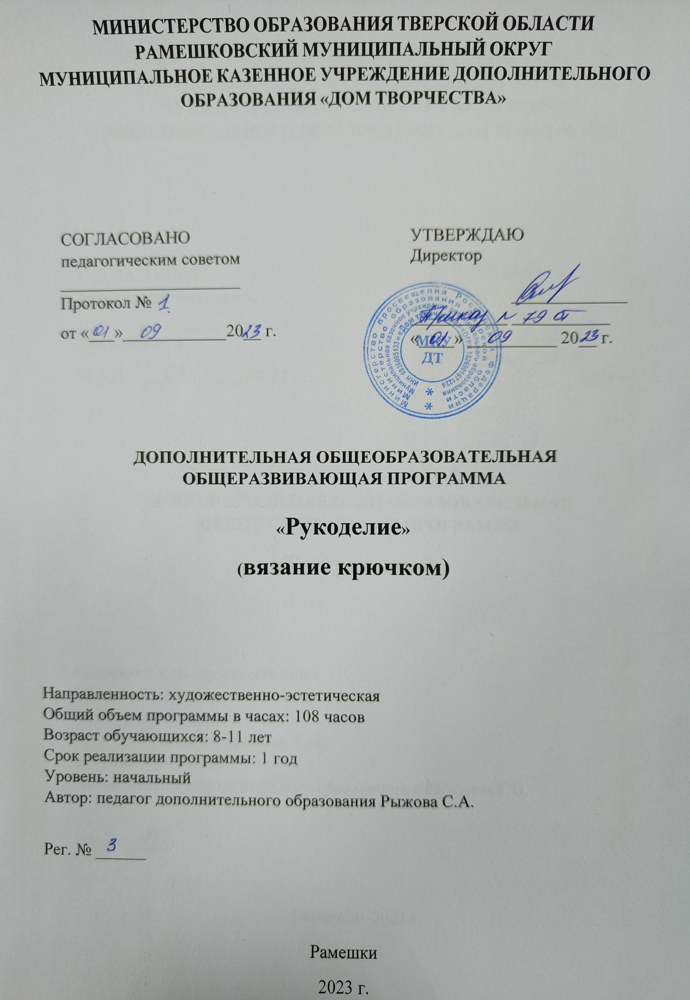 МИНИСТЕРСТВО ОБРАЗОВАНИЯ ТВЕРСКОЙ ОБЛАСТИ
РАМЕШКОВСКИЙ МУНИЦИПАЛЬНЫЙ ОКРУГ
МУНИЦИПАЛЬНОЕ КАЗЕННОЕ УЧРЕЖДЕНИЕ ДОПОЛНИТЕЛЬНОГО
ОБРАЗОВАНИЯ «ДОМ ТВОРЧЕСТВА»
СОГЛАСОВАНО
педагогическим советом
Протокол № 1
от «01» 09 2023 г.
УТВЕРЖДАЮ
Директор
Приказ N 79 от
«01» 09 2023 г.
Министерство просвещения Российской Федерации
Министерство образования Тверской области
Муниципальное казенное учреждение дополнительного образования
«Дом творчества»*ОГРН 1026901671224
ИНН 6936005133*
МКУ
ДТ
ДОПОЛНИТЕЛЬНАЯ ОБЩЕОБРАЗОВАТЕЛЬНАЯ
ОБЩЕРАЗВИВАЮЩАЯ ПРОГРАММА
«Рукоделие»
(вязание крючком)
Направленность: художественно-эстетическая
Общий объем программы в часах: 108 часов
Возраст обучающихся: 8-11 лет
Срок реализации программы: 1 год
Уровень: начальный
Автор: педагог дополнительного образования Рыжова С.А.
Рег. № 3
Рамешки
2023 г.